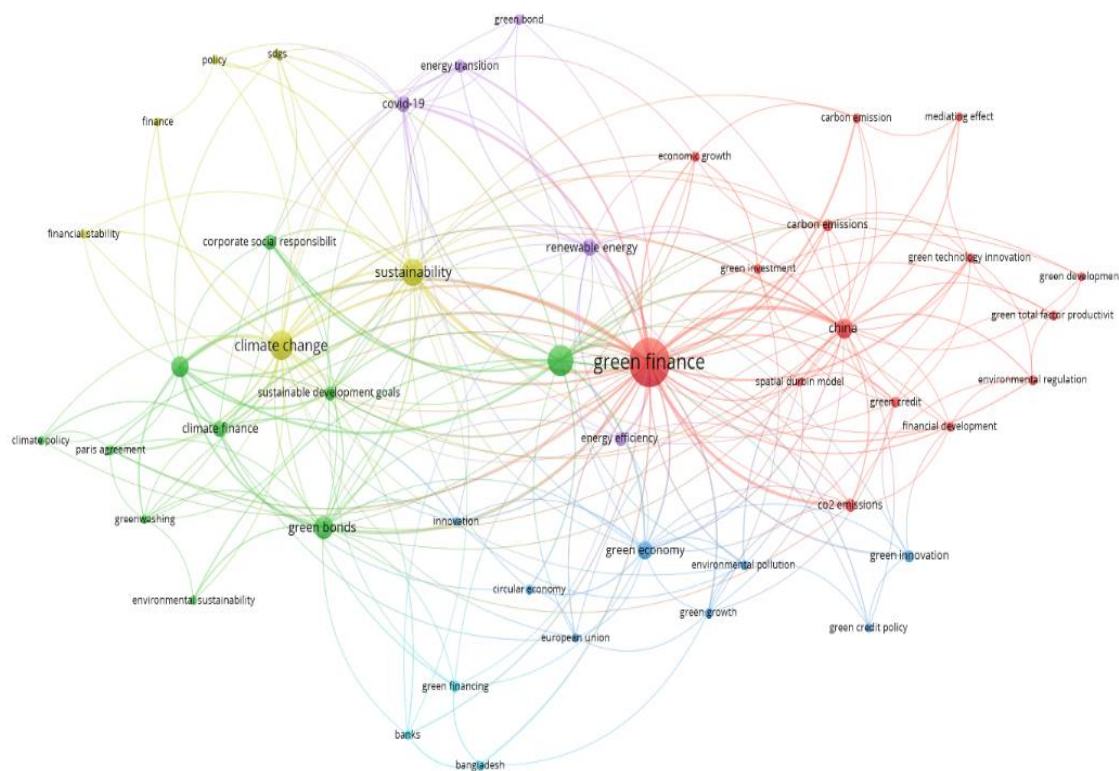 green bond
policy
sdgs
energy transition
covid-19
finance
carbon emission
mediating effect
economic growth
financial stability
corporate social responsibilit
carbon emissions
renewable energy
green technology innovation
sustainability
green investment
green developmen
green total factor productivit
china
climate change
green finance
spatial durbin model
environmental regulation
sustainable development goals
green credit
climate finance
financial development
climate policy
paris agreement
energy efficiency
co2 emissions
greenwashing
green bonds
innovation
green economy
environmental pollution
green innovation
circular economy
environmental sustainability
green growth
european union
green credit policy
green financing
banks
bangladesh